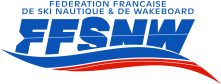 FEDERATION FRANCAISE
DE SKI NAUTIQUE & DE WAKEBOARD
FFSNW